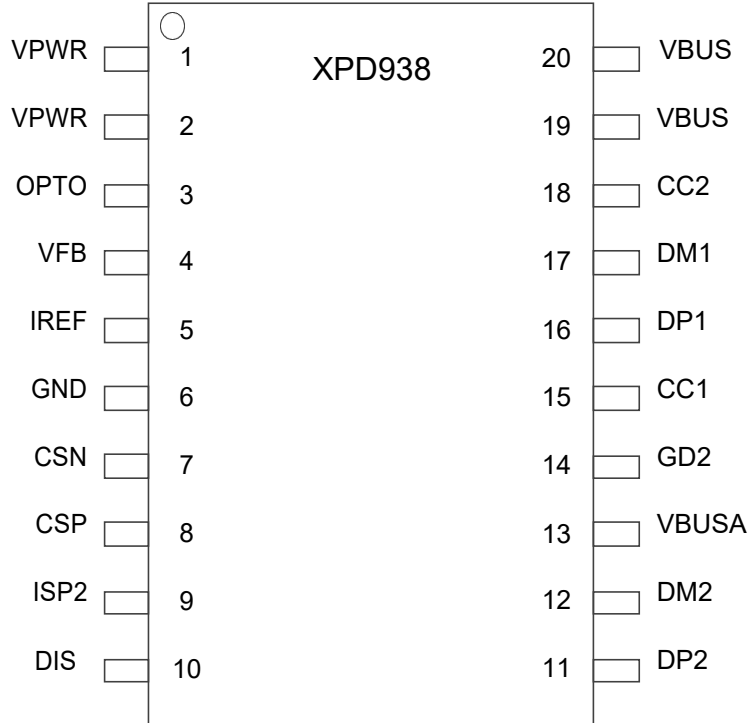 XPD938
VPWR 1 20 VBUS
VPWR 2 19 VBUS
OPTO 3 18 CC2
VFB 4 17 DM1
IREF 5 16 DP1
GND 6 15 CC1
CSN 7 14 GD2
CSP 8 13 VBUSA
ISP2 9 12 DM2
DIS 10 11 DP2